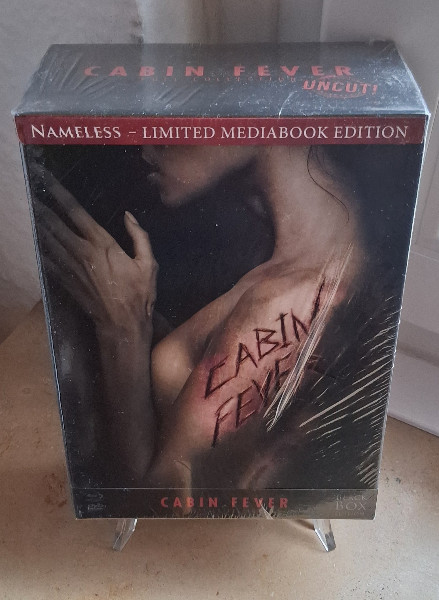 CABIN FEVER
UNCUT!
NAMELESS – LIMITED MEDIABOOK EDITION
CABIN
FEVER
CABIN FEVER
BLACK
BOX